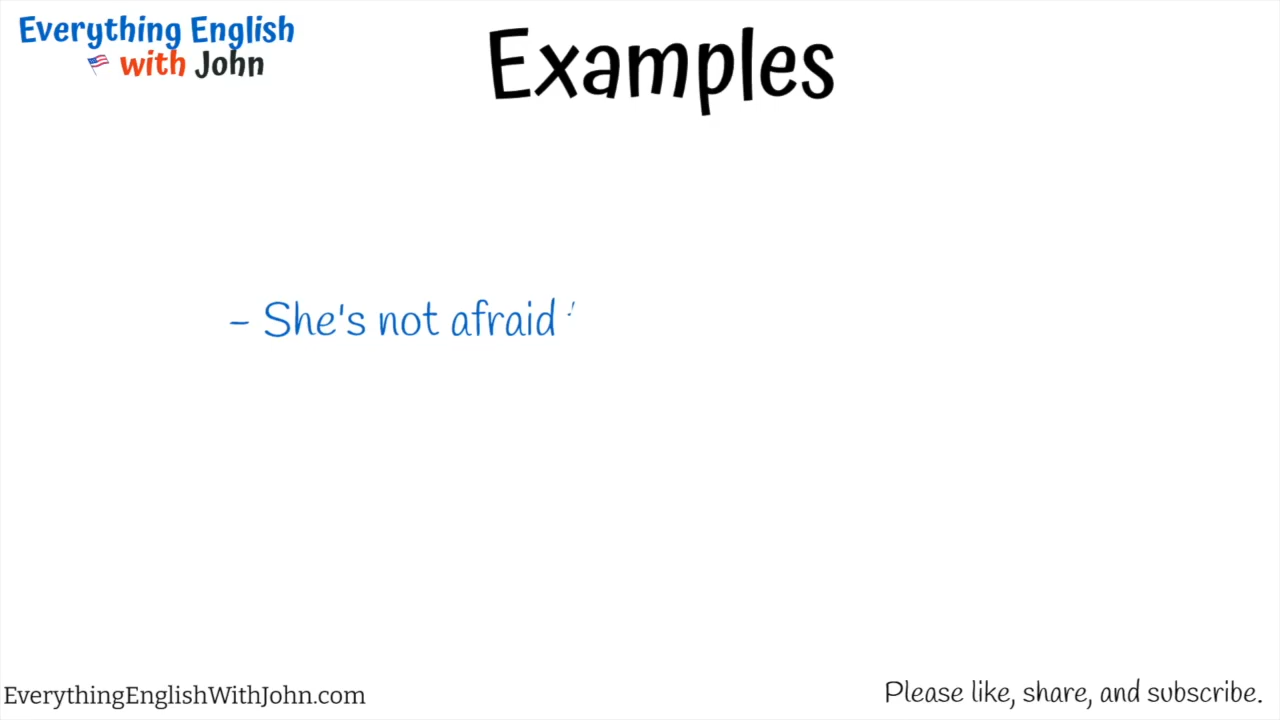 Everything English
with John
Examples
- She's not afraid
EverythingEnglishWithJohn.com
Please like, share, and subscribe.